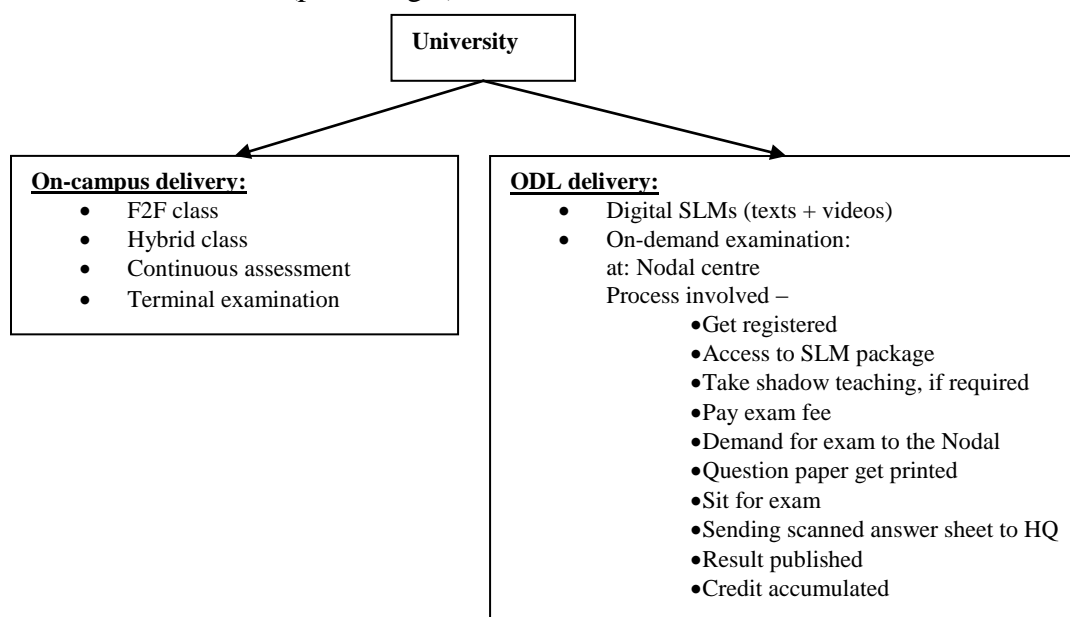 University
On-campus delivery:
• F2F class
• Hybrid class
• Continuous assessment
• Terminal examination
ODL delivery:
• Digital SLMs (texts + videos)
• On-demand examination:
at: Nodal centre
Process involved –
•Get registered
•Access to SLM package
•Take shadow teaching, if required
•Pay exam fee
•Demand for exam to the Nodal
•Question paper get printed
•Sit for exam
•Sending scanned answer sheet to HQ
•Result published
•Credit accumulated